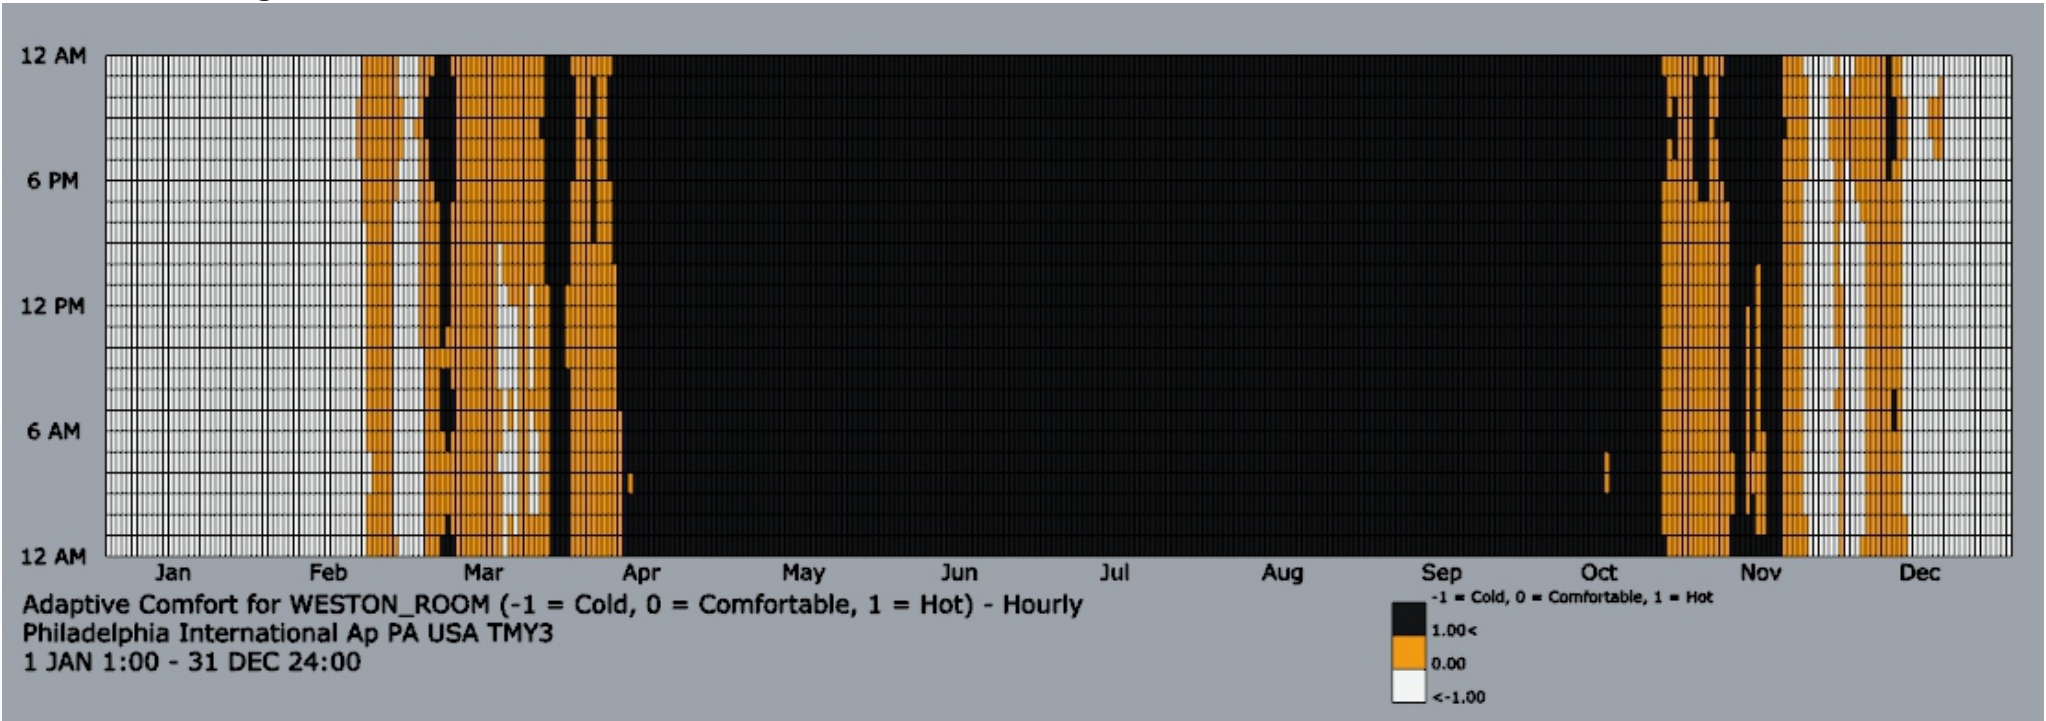 12 AM
6 PM
12 PM
6 AM
12 AM
Jan Feb Mar Apr May Jun Jul Aug Sep Oct Nov Dec
Adaptive Comfort for WESTON_ROOM (-1 = Cold, 0 = Comfortable, 1 = Hot) - Hourly
Philadelphia International Ap PA USA TMY3
1 JAN 1:00 - 31 DEC 24:00
-1 = Cold, 0 = Comfortable, 1 = Hot
1.00<
0.00
<-1.00